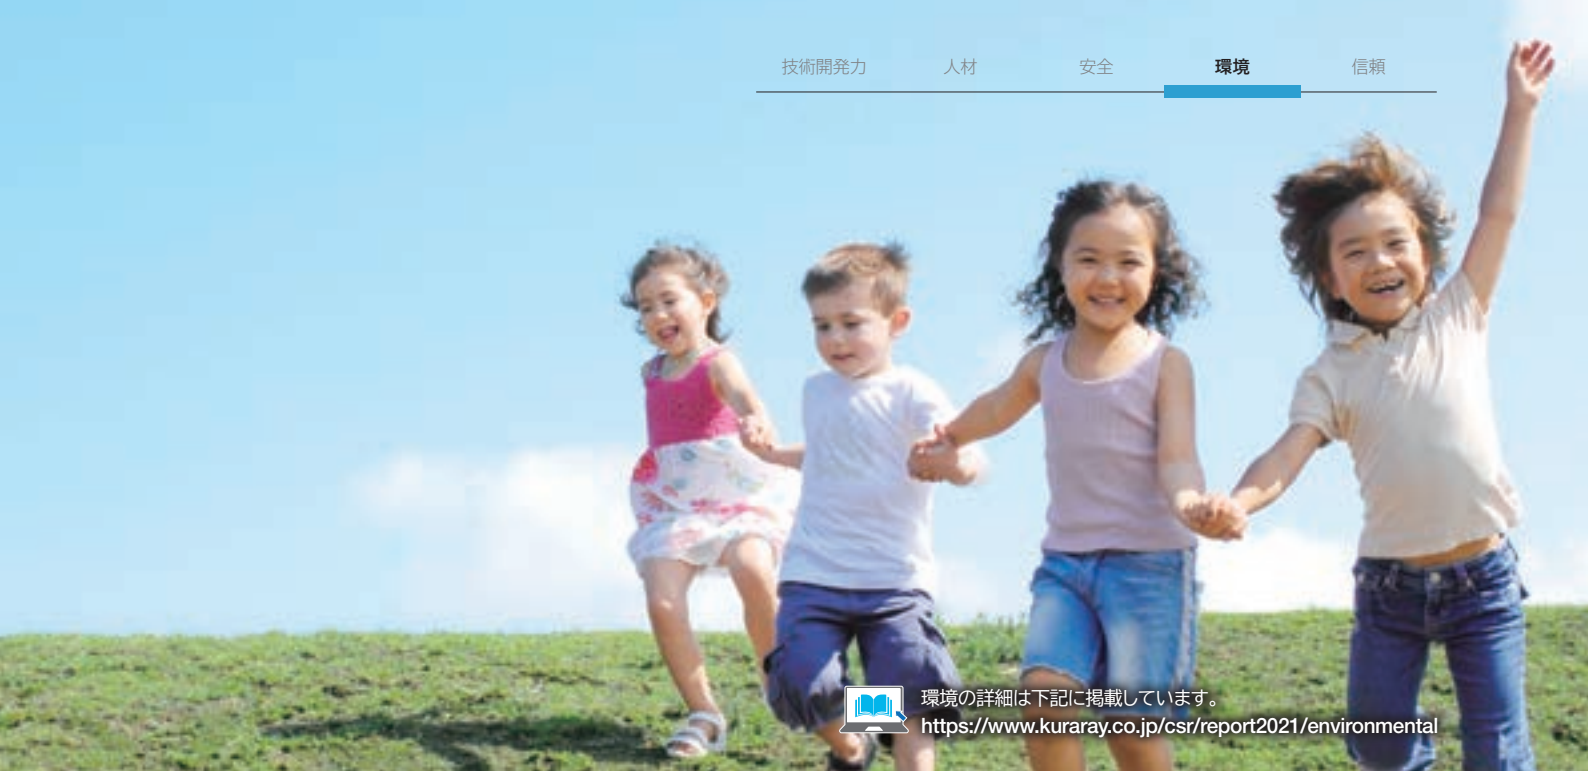 技術開発力 人材 安全 環境 信頼
環境の詳細は下記に掲載しています。
https://www.kuraray.co.jp/csr/report2021/environmental